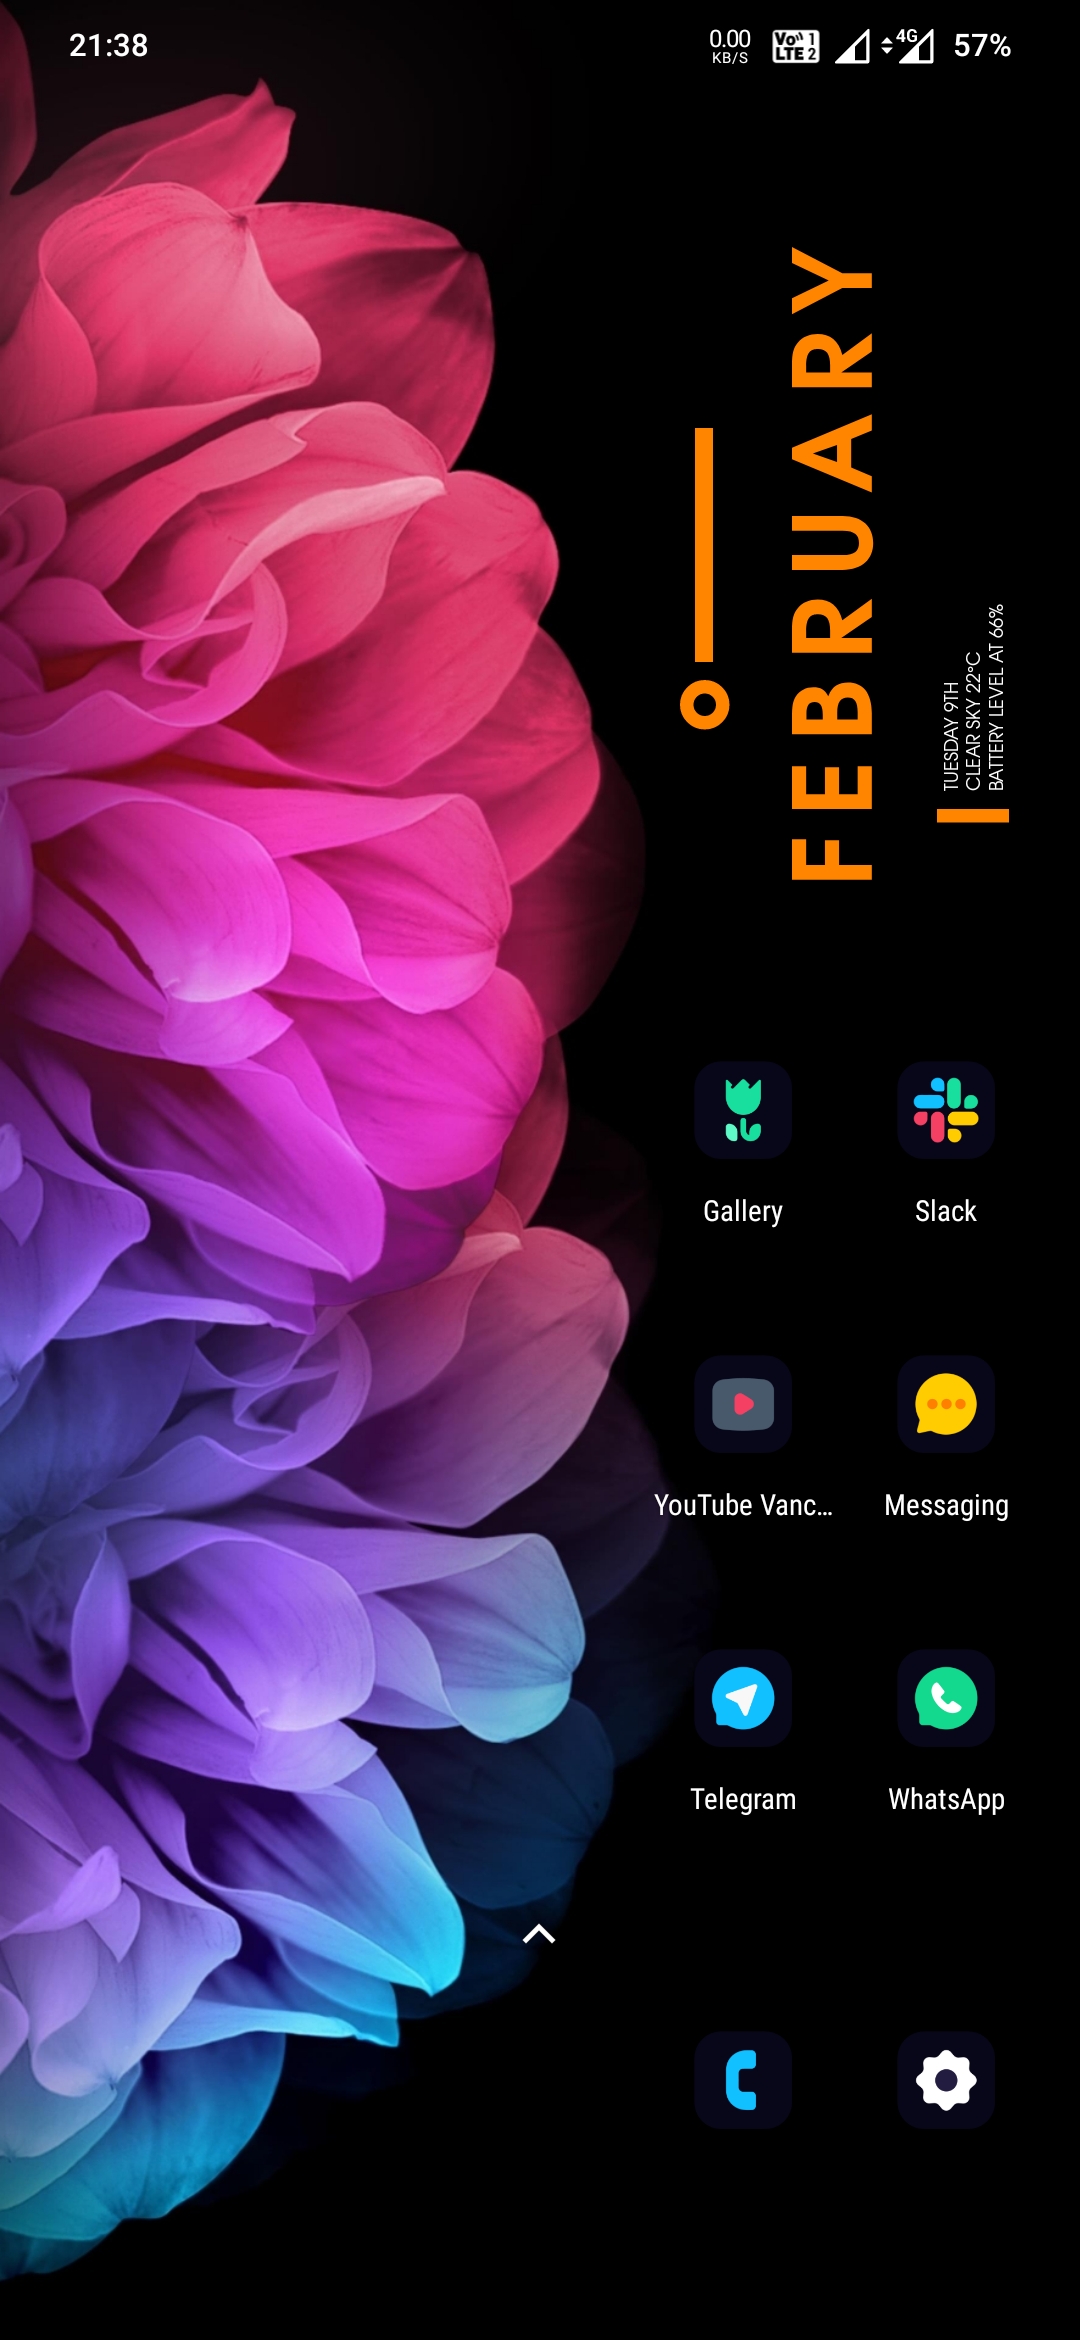 21:38
0.00
KB/S
Vo)) 1
LTE 2
4G
57%
FEBRUARY
TUESDAY 9TH
CLEAR SKY 22°C
BATTERY LEVEL AT 66%
Gallery
Slack
YouTube Vanc...
Messaging
Telegram
WhatsApp